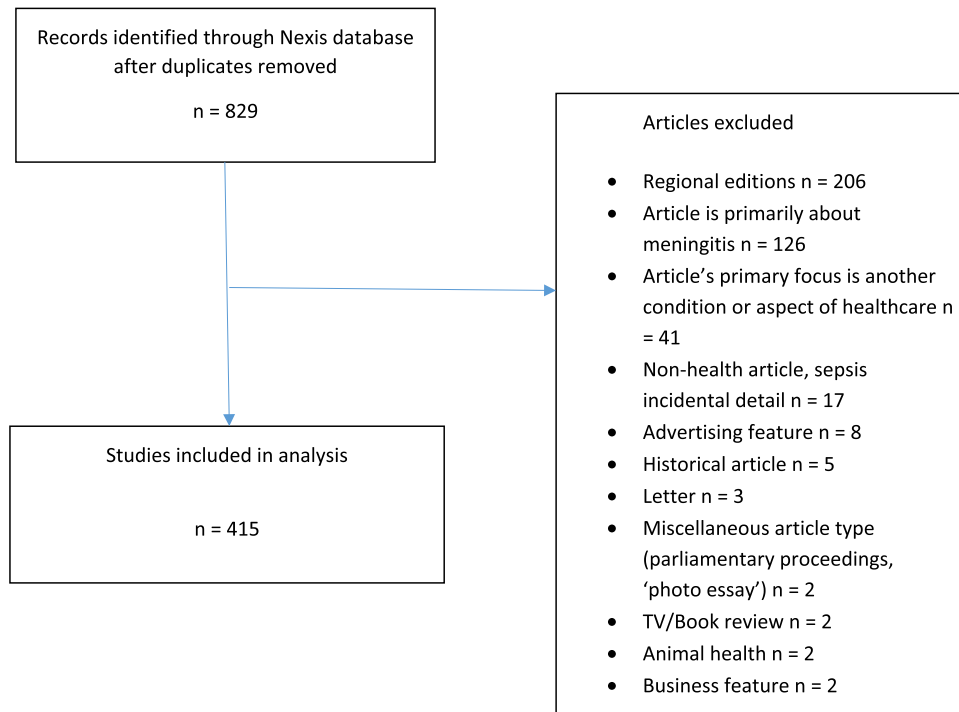 Records identified through Nexis database
after duplicates removed
n = 829
Articles excluded
• Regional editions n = 206
• Article is primarily about
meningitis n = 126
• Article’s primary focus is another
condition or aspect of healthcare n
= 41
• Non-health article, sepsis
incidental detail n = 17
• Advertising feature n = 8
• Historical article n = 5
• Letter n = 3
• Miscellaneous article type
(parliamentary proceedings,
‘photo essay’) n = 2
• TV/Book review n = 2
• Animal health n = 2
• Business feature n = 2
Studies included in analysis
n = 415